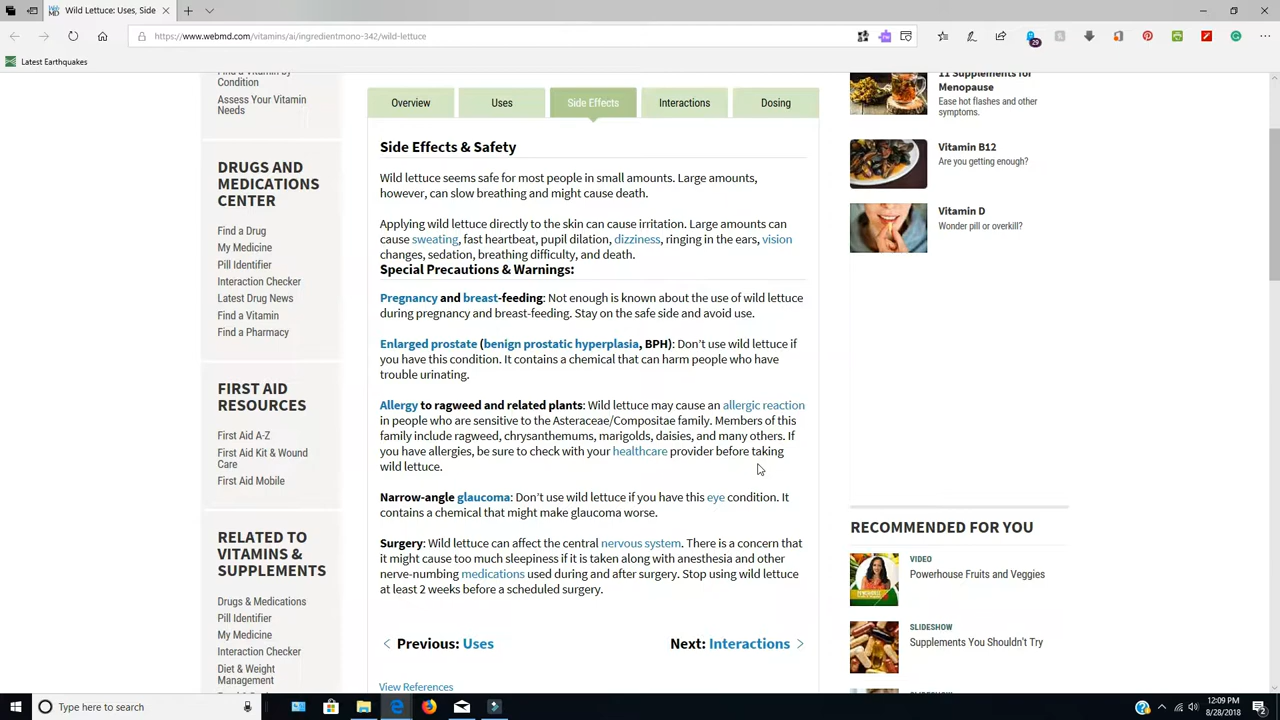 Wild Lettuce: Uses, Side
https://www.webmd.com/vitamins/ai/ingredientmono-342/wild-lettuce
29
Latest Earthquakes
Find a Vitamin by
Condition
Assess Your Vitamin
Needs
DRUGS AND
MEDICATIONS
CENTER
Find a Drug
My Medicine
Pill Identifier
Interaction Checker
Latest Drug News
Find a Vitamin
Find a Pharmacy
FIRST AID
RESOURCES
First Aid A-Z
First Aid Kit & Wound
Care
First Aid Mobile
RELATED TO
VITAMINS &
SUPPLEMENTS
Drugs & Medications
Pill Identifier
My Medicine
Interaction Checker
Diet & Weight
Management
Overview
Uses
Side Effects
Interactions
Dosing
Side Effects & Safety
Wild lettuce seems safe for most people in small amounts. Large amounts,
however, can slow breathing and might cause death.
Applying wild lettuce directly to the skin can cause irritation. Large amounts can
cause sweating, fast heartbeat, pupil dilation, dizziness, ringing in the ears, vision
changes, sedation, breathing difficulty, and death.
Special Precautions & Warnings:
Pregnancy and breast-feeding: Not enough is known about the use of wild lettuce
during pregnancy and breast-feeding. Stay on the safe side and avoid use.
Enlarged prostate (benign prostatic hyperplasia, BPH): Don't use wild lettuce if
you have this condition. It contains a chemical that can harm people who have
trouble urinating.
Allergy to ragweed and related plants: Wild lettuce may cause an allergic reaction
in people who are sensitive to the Asteraceae/Compositae family. Members of this
family include ragweed, chrysanthemums, marigolds, daisies, and many others. If
you have allergies, be sure to check with your healthcare provider before taking
wild lettuce.
Narrow-angle glaucoma: Don't use wild lettuce if you have this eye condition. It
contains a chemical that might make glaucoma worse.
Surgery: Wild lettuce can affect the central nervous system. There is a concern that
it might cause too much sleepiness if it is taken along with anesthesia and other
nerve-numbing medications used during and after surgery. Stop using wild lettuce
at least 2 weeks before a scheduled surgery.
< Previous: Uses
Next: Interactions >
View References
11 Supplements for
Menopause
Ease hot flashes and other
symptoms.
Vitamin B12
Are you getting enough?
Vitamin D
Wonder pill or overkill?
RECOMMENDED FOR YOU
VIDEO
Powerhouse Fruits and Veggies
SLIDESHOW
Supplements You Shouldn't Try
SLIDESHOW
Type here to search
12:09 PM
8/28/2018
2